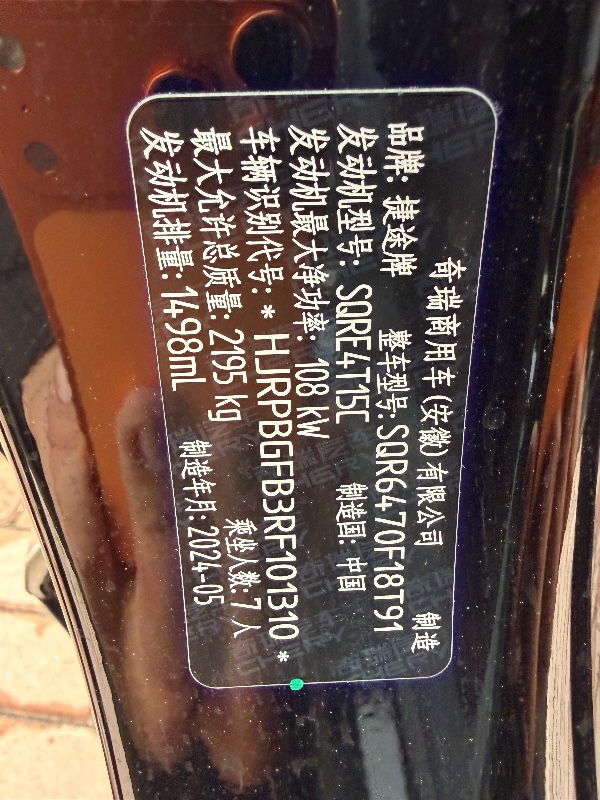 奇瑞商用车(安徽)有限公司 制造
品牌: 捷途牌 整车型号: SQR6470F18T91
发动机型号: SQRE4T15C 制造国: 中国
发动机最大净功率: 108 kW
车辆识别代号: * HJRPBGFB3RF101310 *
最大允许总质量: 2195 kg 乘坐人数: 7 人
发动机排量: 1498mL 制造年月: 2024-05